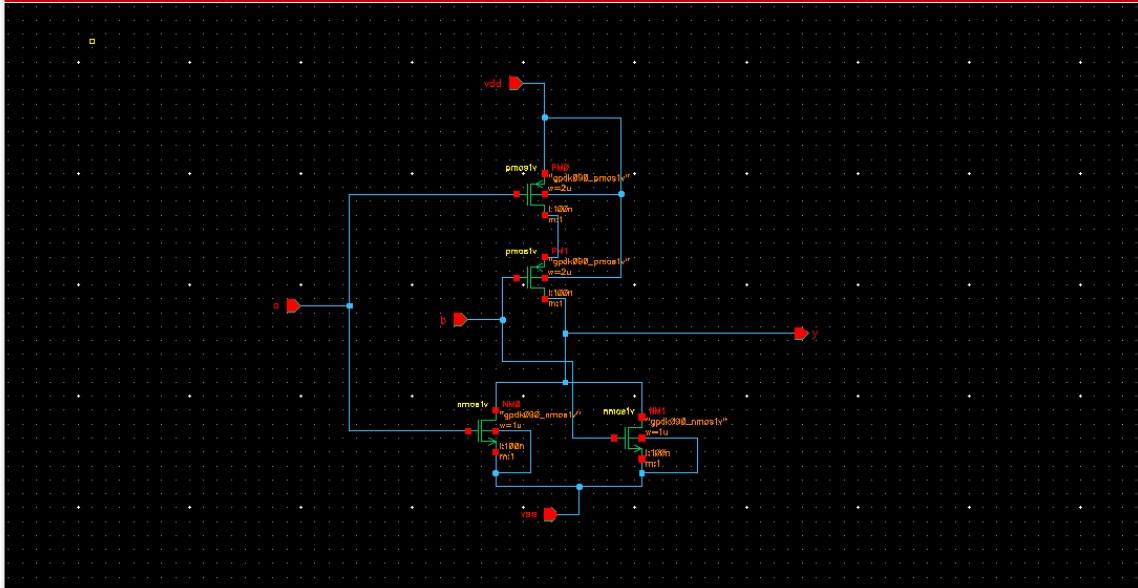 vdd
pmos1v PM0
"gpdk090_pmos1v"
w=2u
l:100n
m:1
pmos1v PM1
"gpdk090_pmos1v"
w=2u
l:100n
m:1
a
b
y
nmos1v NM0
"gpdk090_nmos1v"
w=1u
l:100n
m:1
nmos1v NM1
"gpdk090_nmos1v"
w=1u
l:100n
m:1
vss